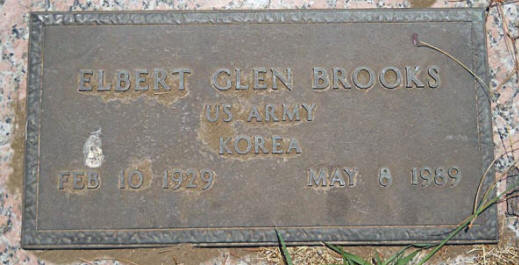 ELBERT GLEN BROOKS
US ARMY
KOREA
FEB 10 1929 MAY 8 1989